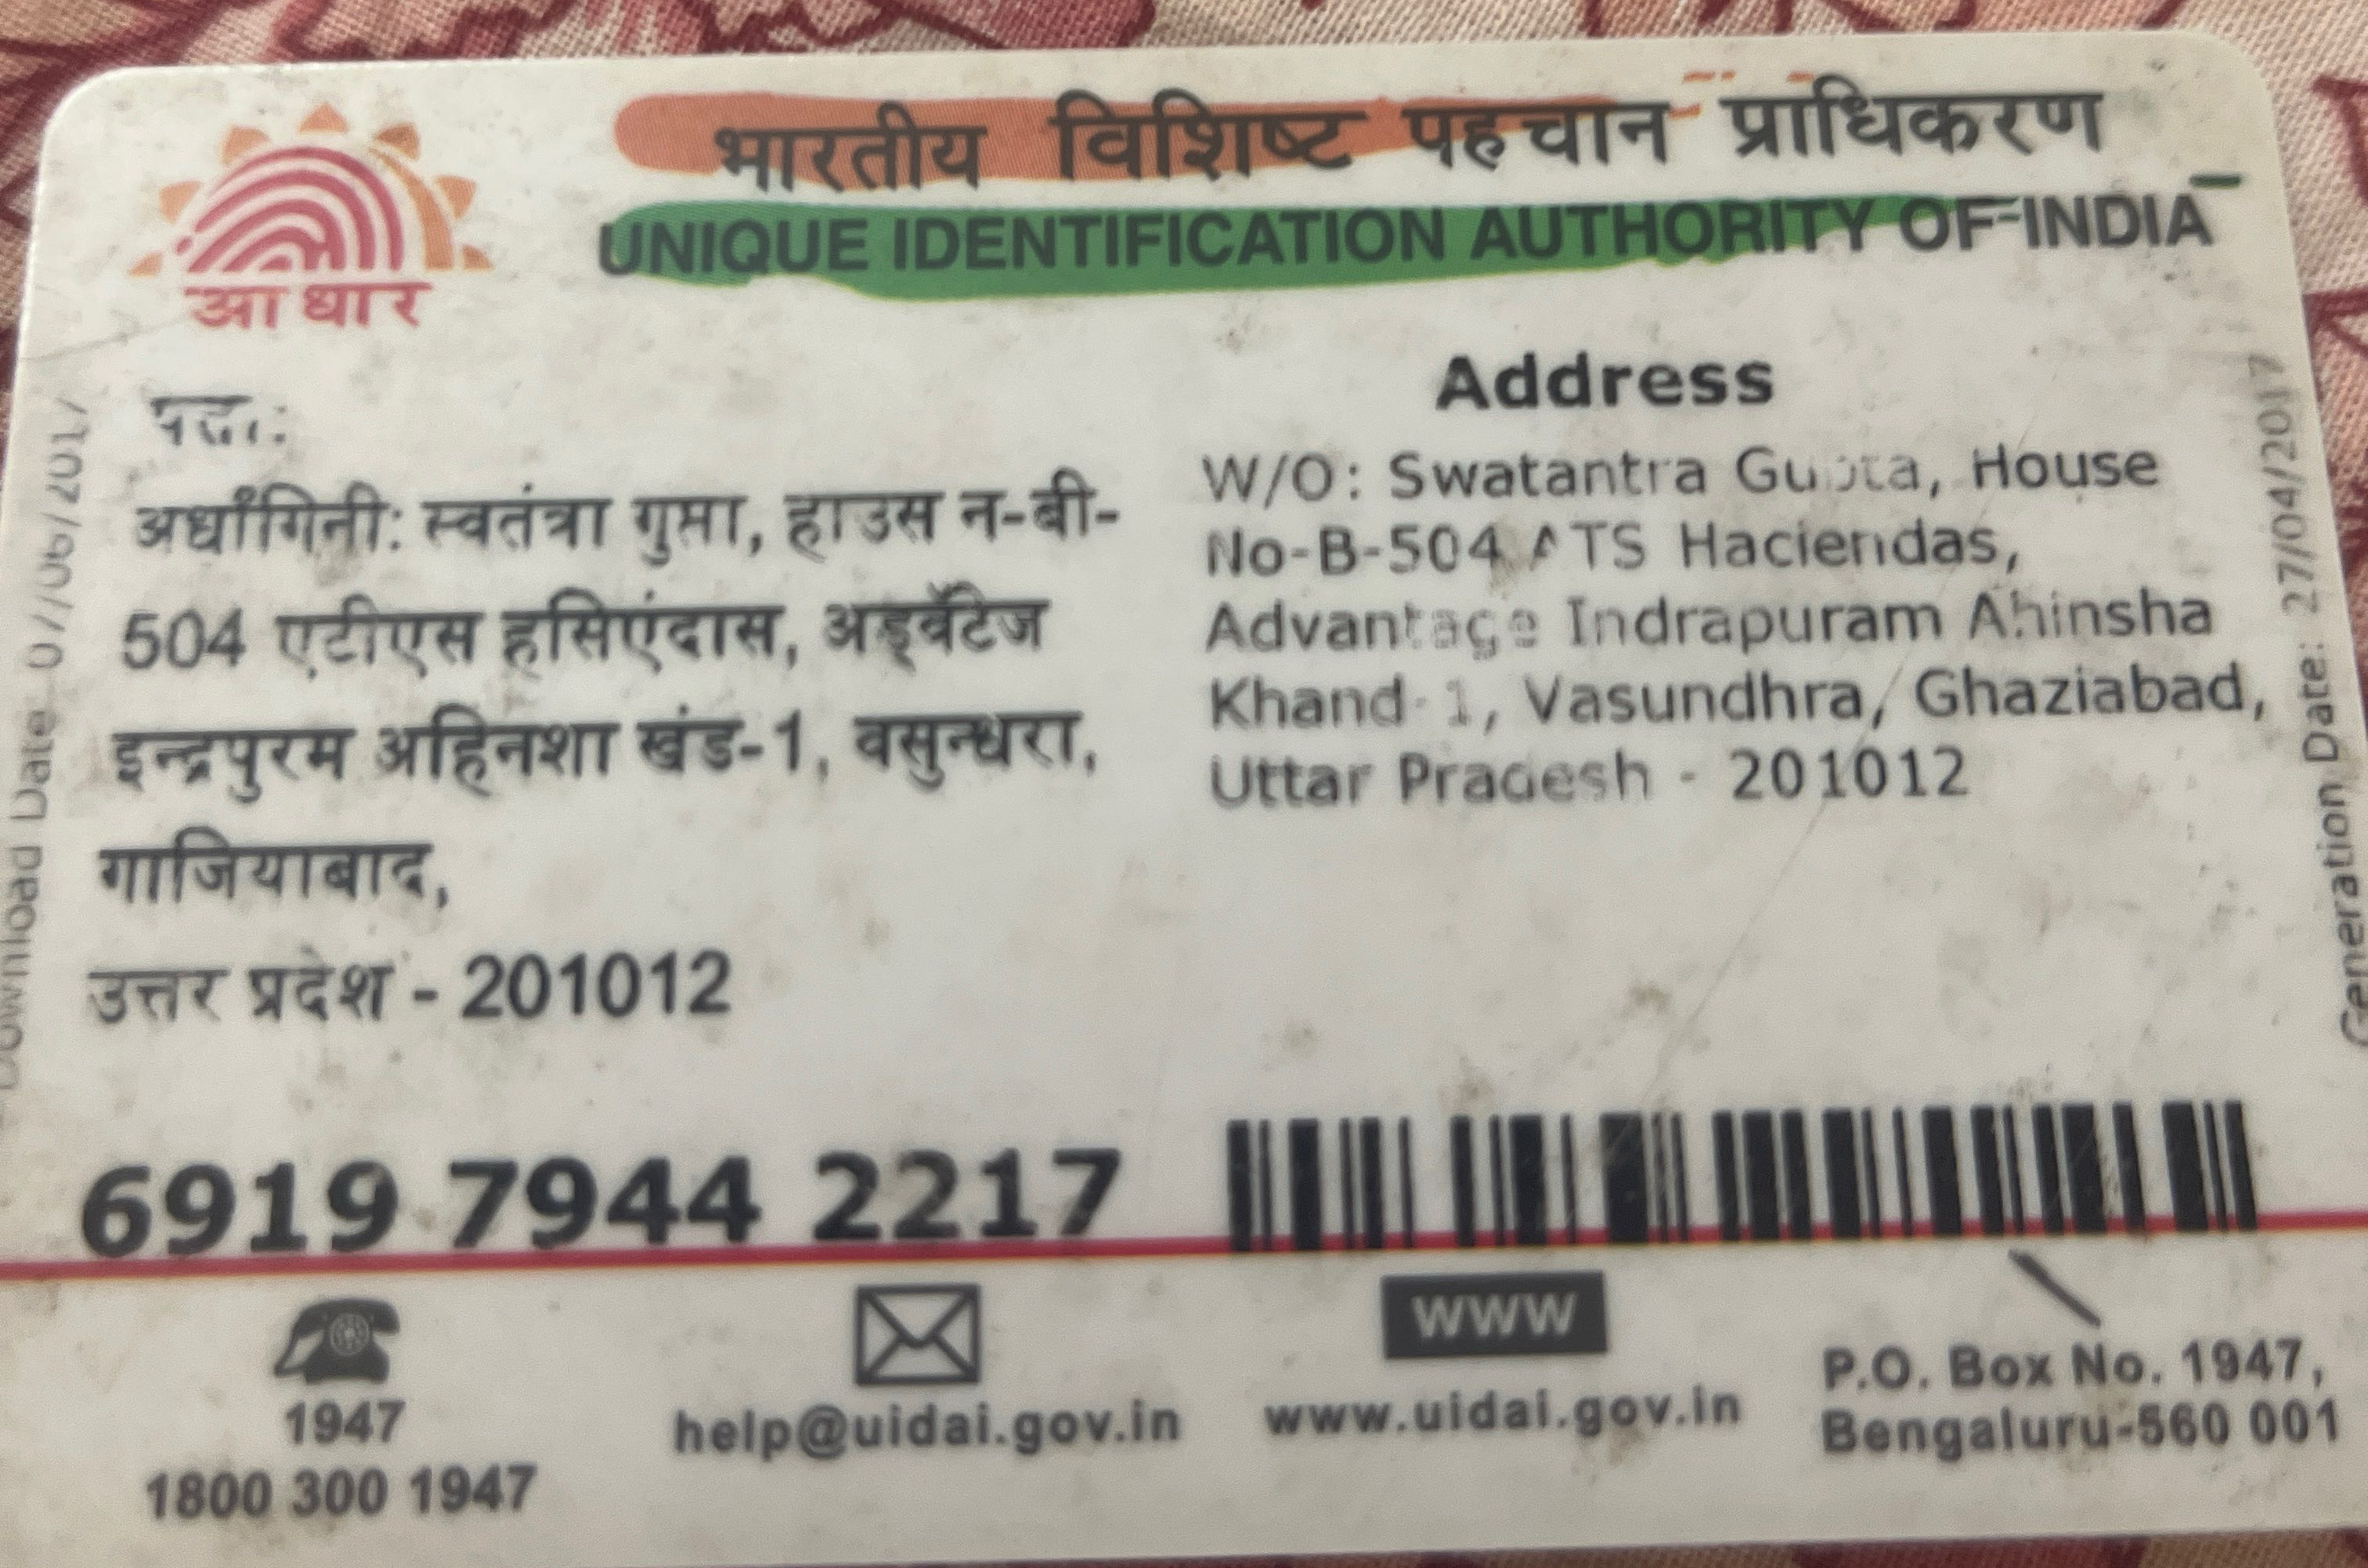 भारतीय विशिष्ट पहचान प्राधिकरण
UNIQUE IDENTIFICATION AUTHORITY OF INDIA
आधार
पता:
अर्धांगिनी: स्वतंत्रा गुप्ता, हाउस न-बी-
504 एटीएस हसिएंदास, अड्वेंटेज
इन्द्रपुरम अहिनशा खंड-1, वसुन्धरा,
गाजियाबाद,
उत्तर प्रदेश - 201012
Address
W/O: Swatantra Gupta, House
No-B-504 ATS Haciendas,
Advantage Indrapuram Ahinsha
Khand-1, Vasundhra, Ghaziabad,
Uttar Pradesh - 201012
Download Date: 07/06/2017
Generation Date: 27/04/2017
6919 7944 2217
1947
1800 300 1947
help@uidai.gov.in
WWW
www.uidai.gov.in
P.O. Box No. 1947,
Bengaluru-560 001